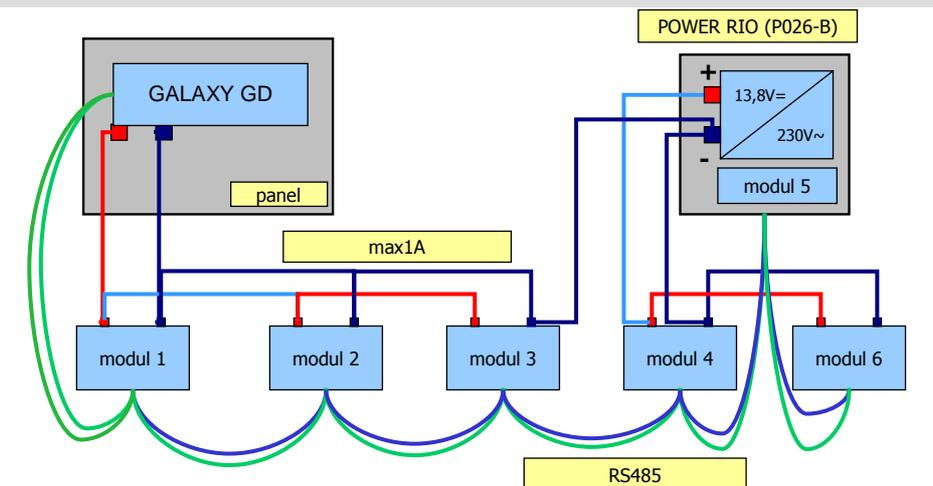 POWER RIO (P026-B)
GALAXY GD
+
13,8V=
230V~
-
modul 5
panel
max1A
modul 1
modul 2
modul 3
modul 4
modul 6
RS485